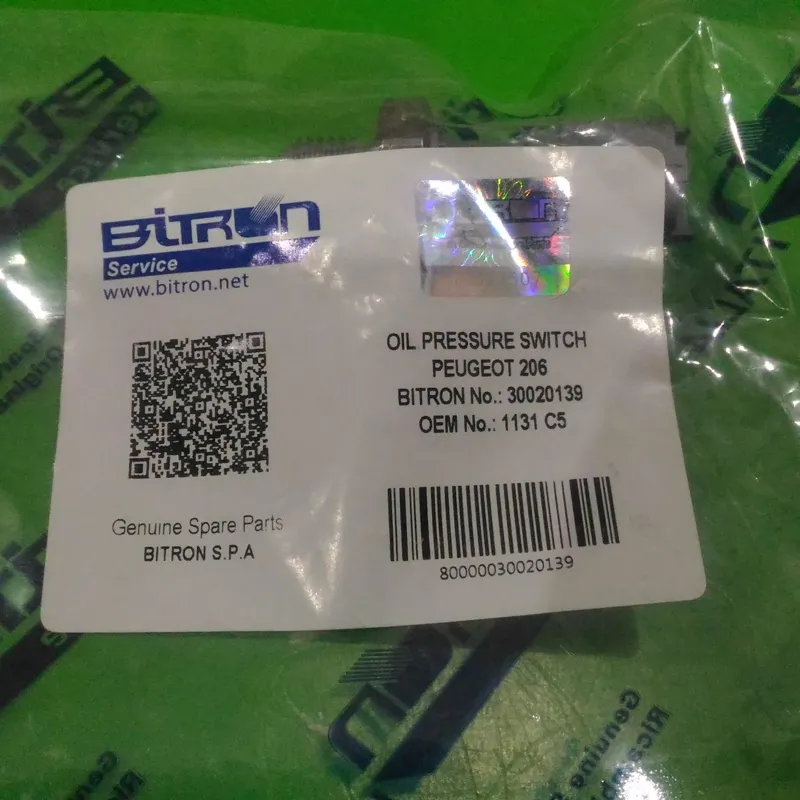 BITRON
Service
www.bitron.net
OIL PRESSURE SWITCH
PEUGEOT 206
BITRON No.: 30020139
OEM No.: 1131 C5
Genuine Spare Parts
BITRON S.P.A
80000030020139